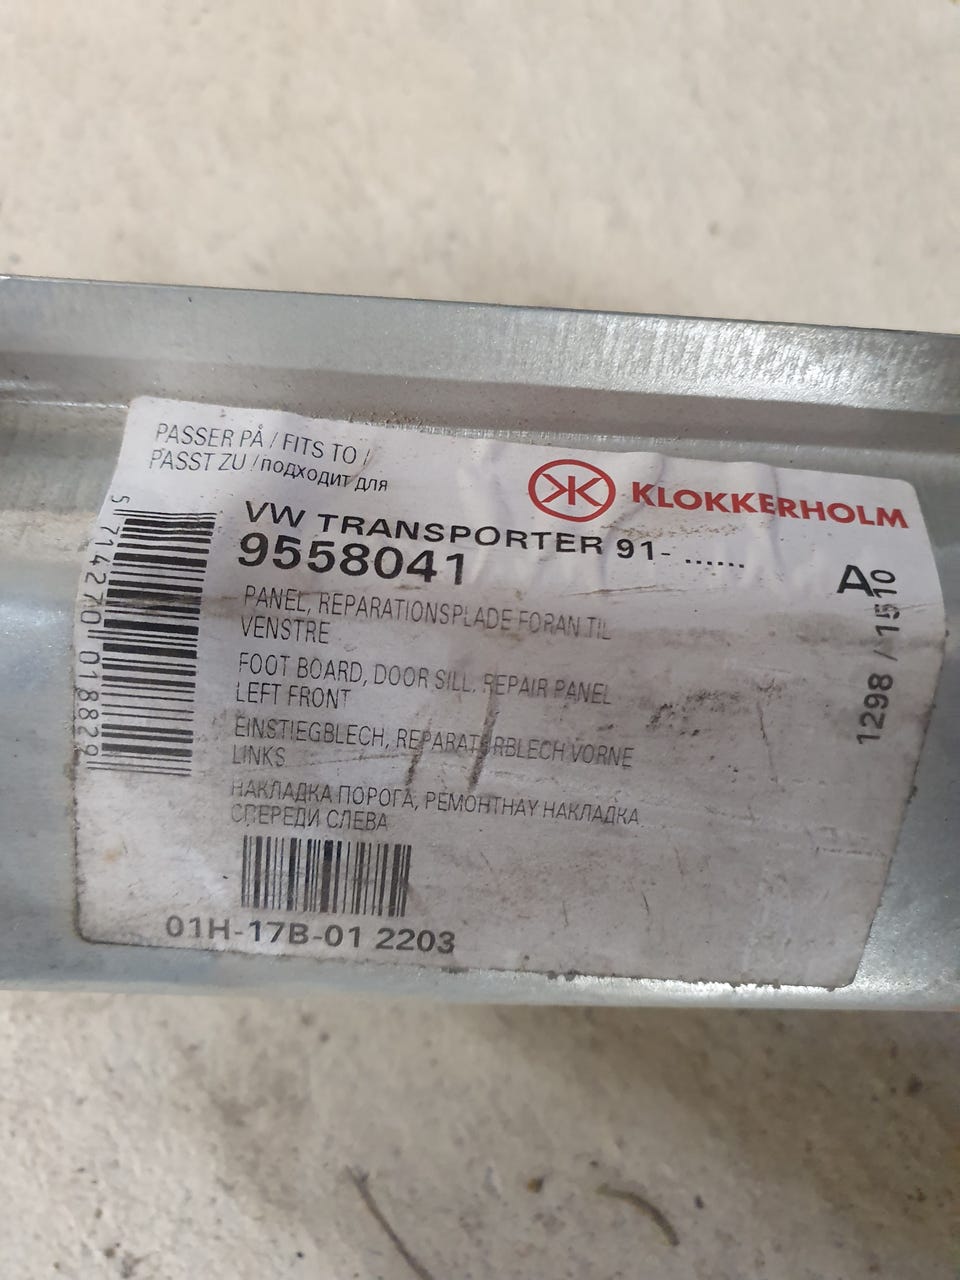 PASSER PÅ / FITS TO /
PASST ZU / подходит для
KLOKKERHOLM
VW TRANSPORTER 91- ......
9558041
A
PANEL, REPARATIONSPLADE FORAN TIL
VENSTRE
FOOT BOARD, DOOR SILL, REPAIR PANEL
LEFT FRONT
EINSTIEGBLECH, REPARATURBLECH VORNE
LINKS
НАКЛАДКА ПОРОГА, РЕМОНТНАУ НАКЛАДКА
СПЕРЕДИ СЛЕВА
01H-17B-01 2203
5 714270 018829
1298 / 1510